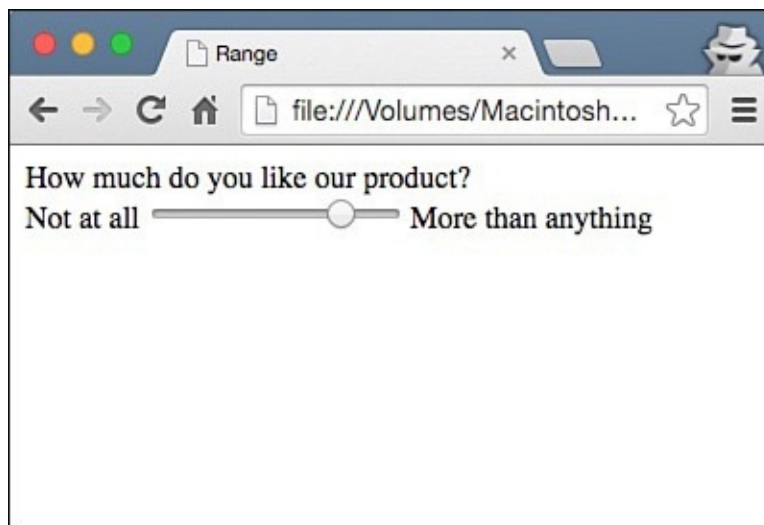 Range
file:///Volumes/Macintosh...
How much do you like our product?
Not at all More than anything